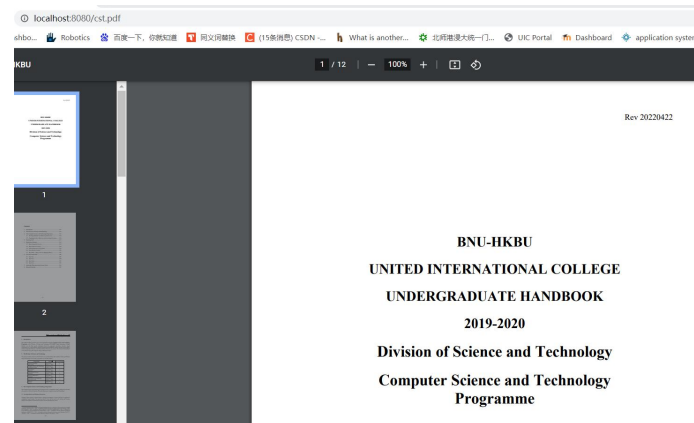 localhost:8080/cst.pdf
shbo... Robotics 百度一下，你就知道 同义词替换 (15条消息) CSDN -... What is another... 北师港浸大统一门... UIC Portal Dashboard application system
KBU 1 / 12 | — 100% + |
Rev 20220422
BNU-HKBU
UNITED INTERNATIONAL COLLEGE
UNDERGRADUATE HANDBOOK
2019-2020
Division of Science and Technology
Computer Science and Technology
Programme
1
2